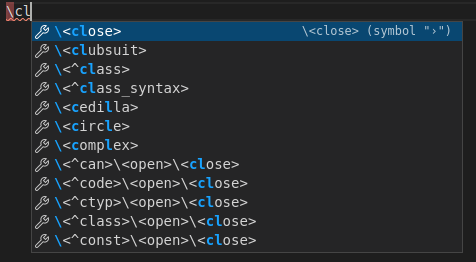 \cl
\<close> \<close> (symbol "›")
\<clubsuit>
\<^class>
\<^class_syntax>
\<cedilla>
\<circle>
\<complex>
\<^can>\<open>\<close>
\<^code>\<open>\<close>
\<^ctyp>\<open>\<close>
\<^class>\<open>\<close>
\<^const>\<open>\<close>